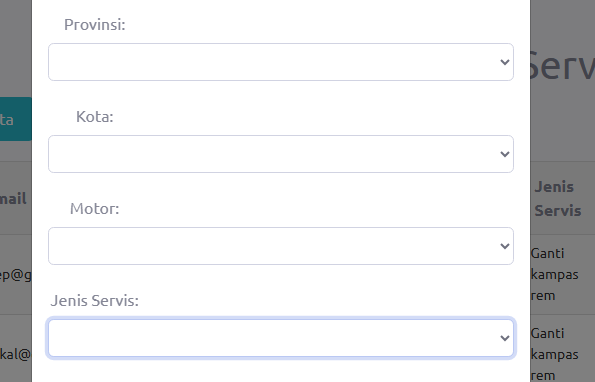 Provinsi:
Serv
ta
Kota:
mail
Jenis
Servis
Motor:
ep@g
Ganti
kampas
rem
Jenis Servis:
kal@
Ganti
kampas
rem